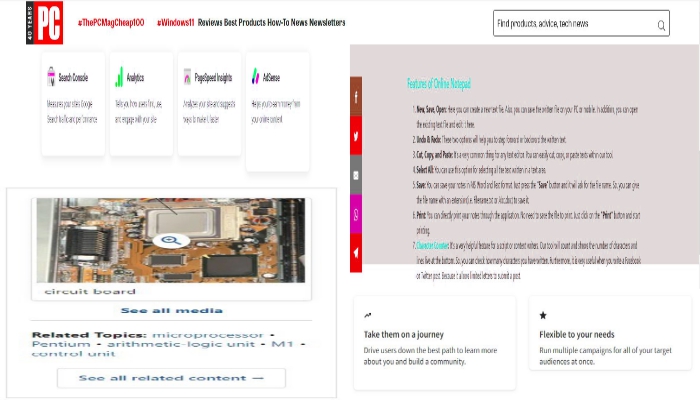 40 YEARS
PC
#ThePCMagCheap100 #Windows11 Reviews Best Products How-To News Newsletters
Find products, advice, tech news
Search Console
Measures your sites Google
Search traffic and performance
Analytics
Tells you how users find, use,
and engage with your site
PageSpeed Insights
Analyzes your site and suggests
ways to make it faster
AdSense
Helps you to earn money from
your online content
circuit board
See all media
Related Topics: microprocessor •
Pentium • arithmetic-logic unit • M1 •
control unit
See all related content →
Features of Online Notepad
1. New, Save, Open: Here you can create a new text file. Also, you can save the written file on your PC or mobile. In addition, you can open
the existing text file and edit it here.
2. Undo & Redo: These two options will help you to step forward or backward the written text.
3. Cut, Copy, and Paste: It's a very common thing for any text editor. You can easily cut, copy, or paste texts within our tool.
4. Select All: You can use this option for selecting all the text written in a text area.
5. Save: You can save your notes in MS Word and Text format. Just press the "Save" button and it will ask for the file name. So, you can give
the file name with an extension i.e. filename.txt or Ain.doc to save it.
6. Print: You can directly print your notes through the application. No need to save the file to print. Just click on the "Print" button and start
printing.
7. Character Counter: It's a very helpful feature for a script or content writers. Our tool will count and shows the number of characters and
lines live at the bottom. So, you can check how many characters you have written. Furthermore, it is very useful when you write a Facebook
or Twitter post. Because it allows limited letters to submit a post.
Take them on a journey
Drive users down the best path to learn more
about you and build a community.
Flexible to your needs
Run multiple campaigns for all of your target
audiences at once.